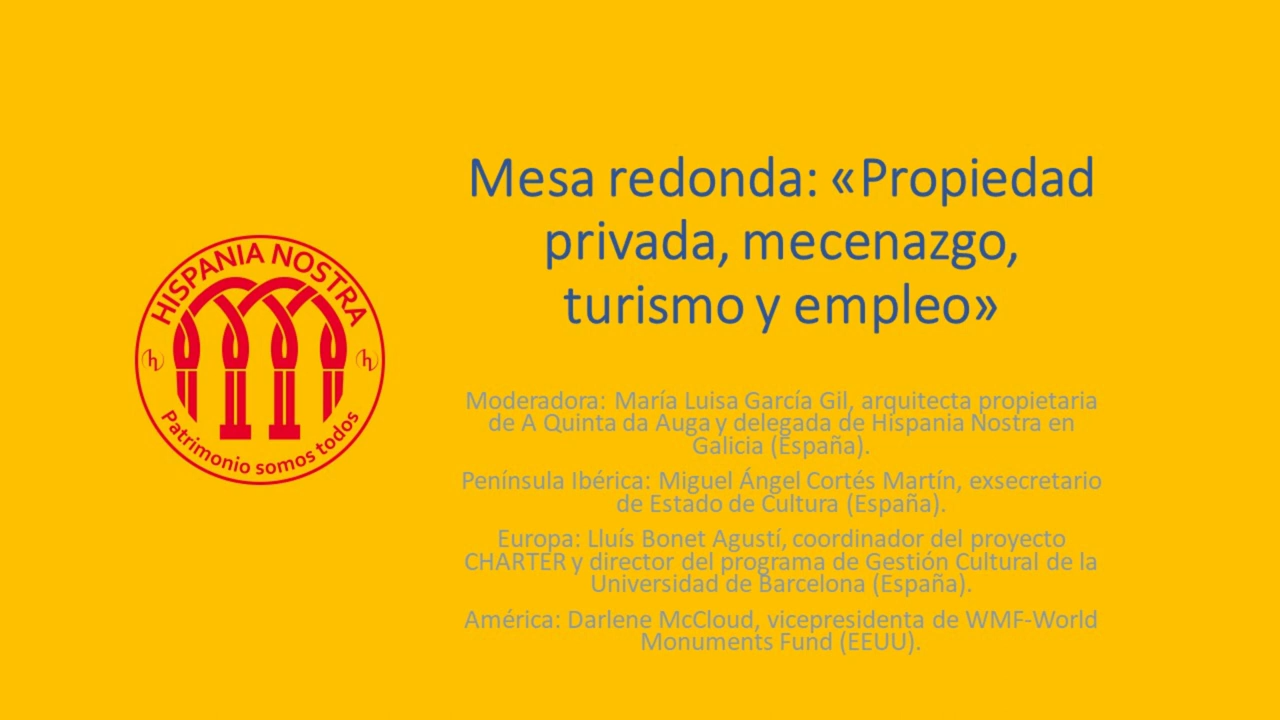 HISPANIA NOSTRA
h
h
Patrimonio somos todos
Mesa redonda: «Propiedad
privada, mecenazgo,
turismo y empleo»
Moderadora: María Luisa García Gil, arquitecta propietaria
de A Quinta da Auga y delegada de Hispania Nostra en
Galicia (España).
Península Ibérica: Miguel Ángel Cortés Martín, exsecretario
de Estado de Cultura (España).
Europa: Lluís Bonet Agustí, coordinador del proyecto
CHARTER y director del programa de Gestión Cultural de la
Universidad de Barcelona (España).
América: Darlene McCloud, vicepresidenta de WMF-World
Monuments Fund (EEUU).